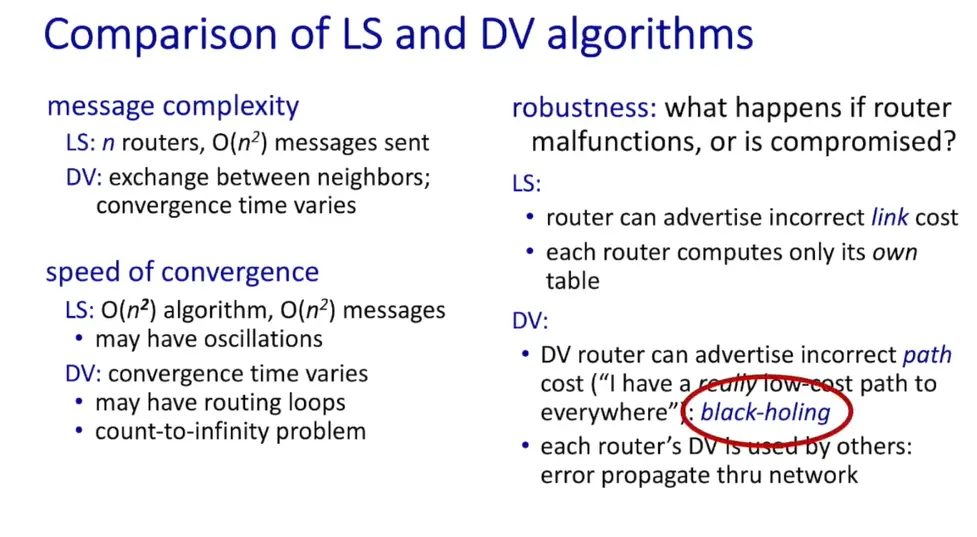 Comparison of LS and DV algorithms
message complexity
LS: n routers, O(n²) messages sent
DV: exchange between neighbors;
convergence time varies
speed of convergence
LS: O(n²) algorithm, O(n²) messages
• may have oscillations
DV: convergence time varies
• may have routing loops
• count-to-infinity problem
robustness: what happens if router
malfunctions, or is compromised?
LS:
• router can advertise incorrect link cost
• each router computes only its own
table
DV:
• DV router can advertise incorrect path
cost (“I have a really low-cost path to
everywhere”): black-holing
• each router’s DV is used by others:
error propagate thru network